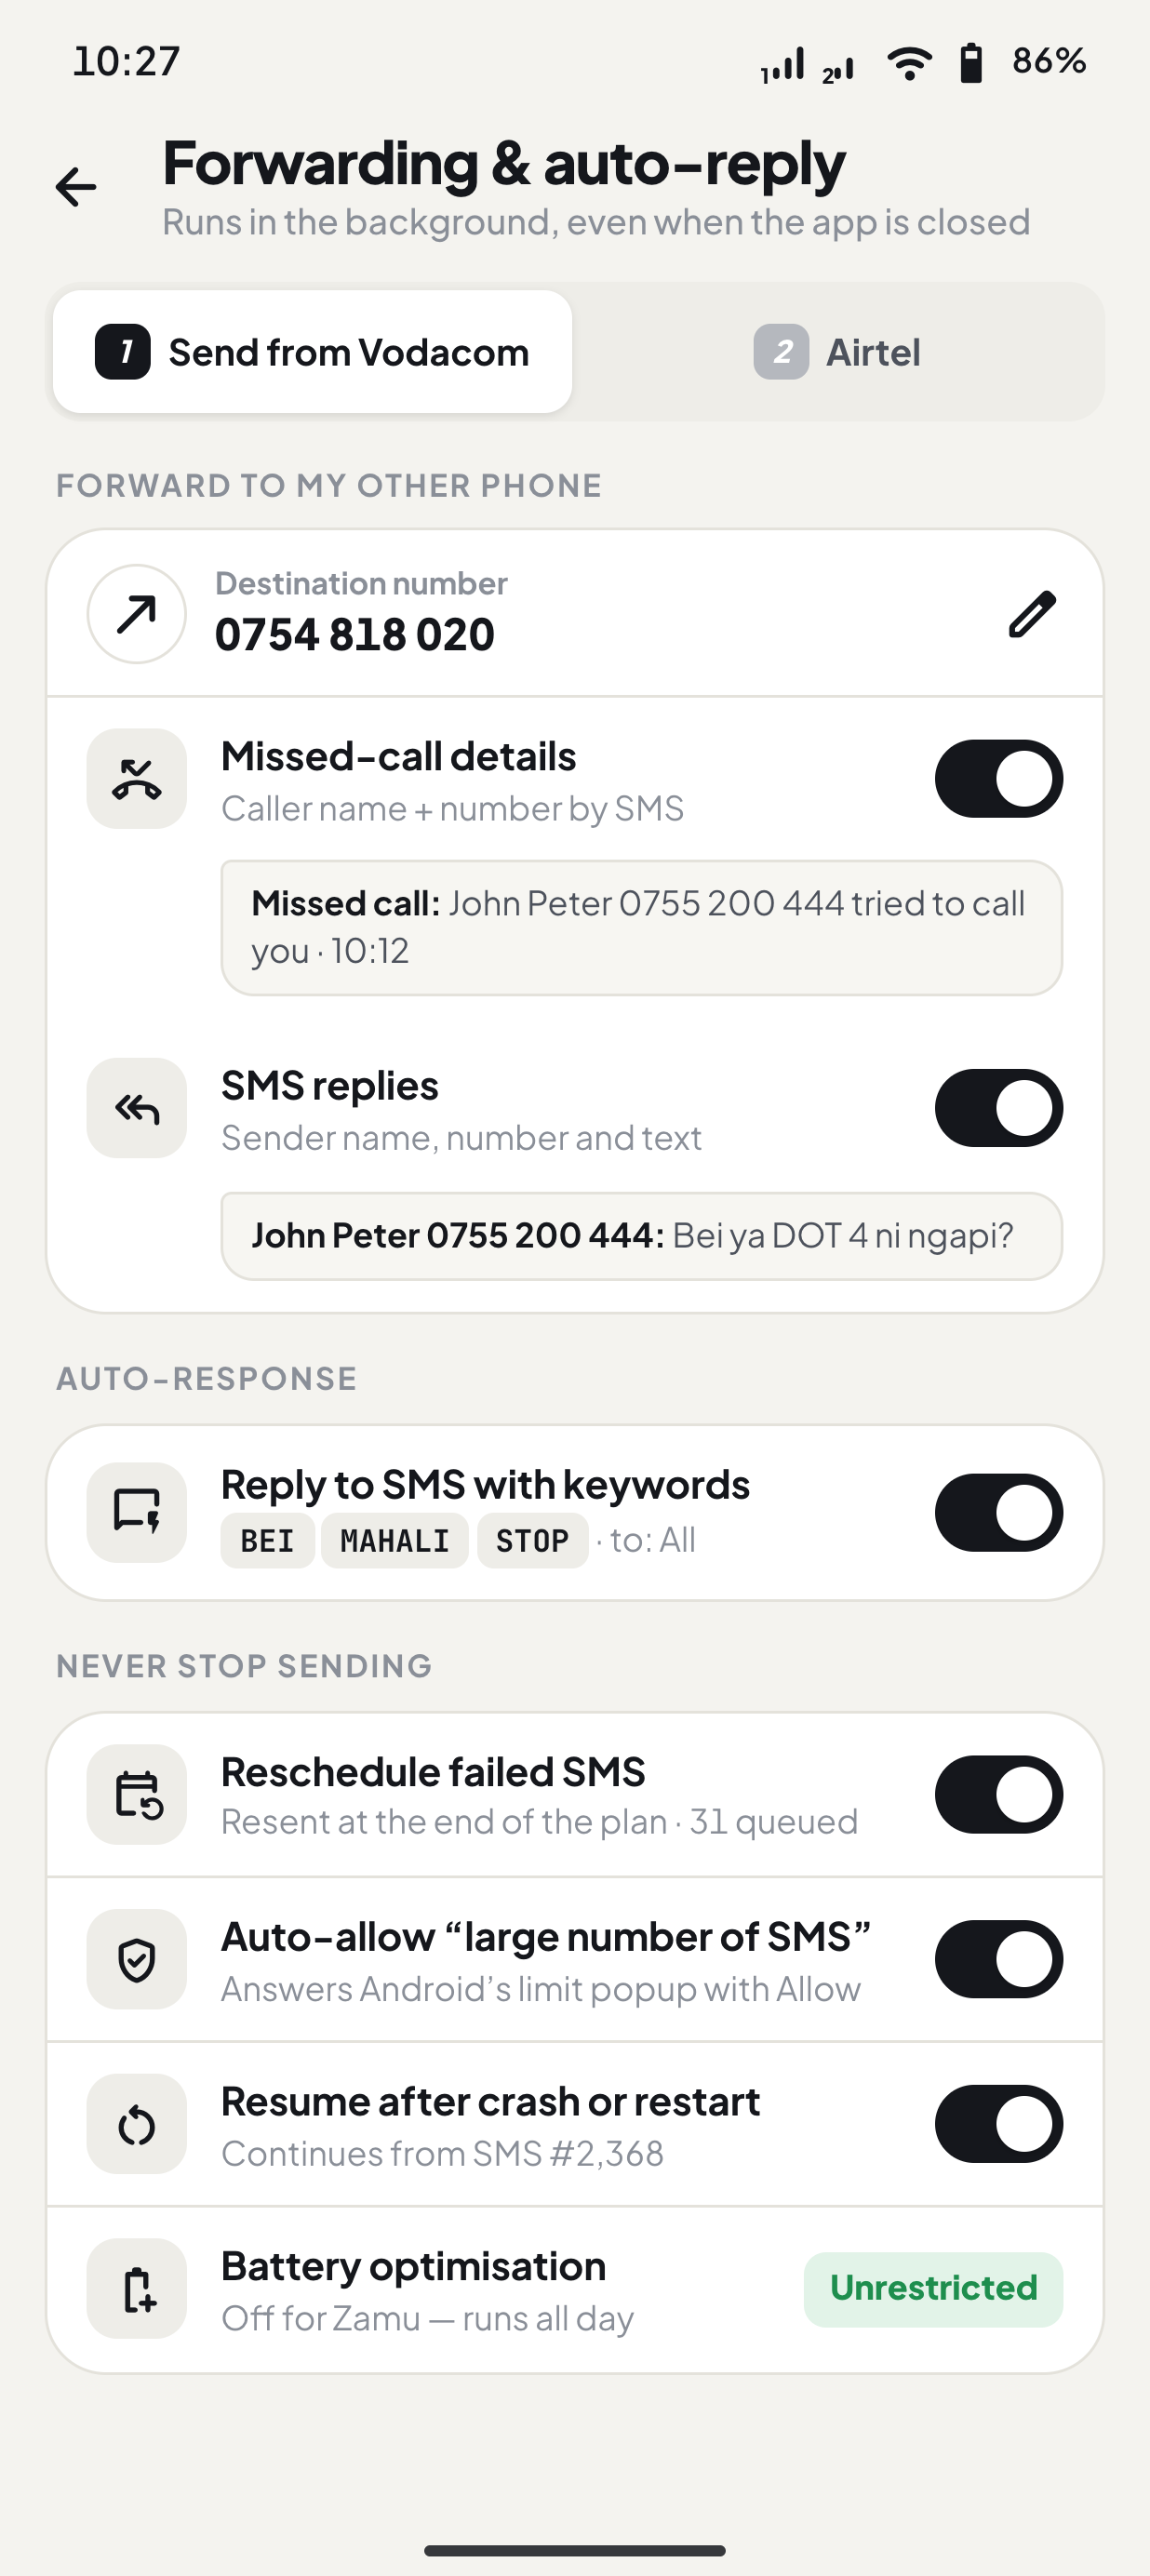 10:27
1 2 86%
Forwarding & auto-reply
Runs in the background, even when the app is closed
1 Send from Vodacom
2 Airtel
FORWARD TO MY OTHER PHONE
Destination number
0754 818 020
Missed-call details
Caller name + number by SMS
Missed call: John Peter 0755 200 444 tried to call
you · 10:12
SMS replies
Sender name, number and text
John Peter 0755 200 444: Bei ya DOT 4 ni ngapi?
AUTO-RESPONSE
Reply to SMS with keywords
BEI MAHALI STOP · to: All
NEVER STOP SENDING
Reschedule failed SMS
Resent at the end of the plan · 31 queued
Auto-allow “large number of SMS”
Answers Android’s limit popup with Allow
Resume after crash or restart
Continues from SMS #2,368
Battery optimisation
Off for Zamu — runs all day
Unrestricted